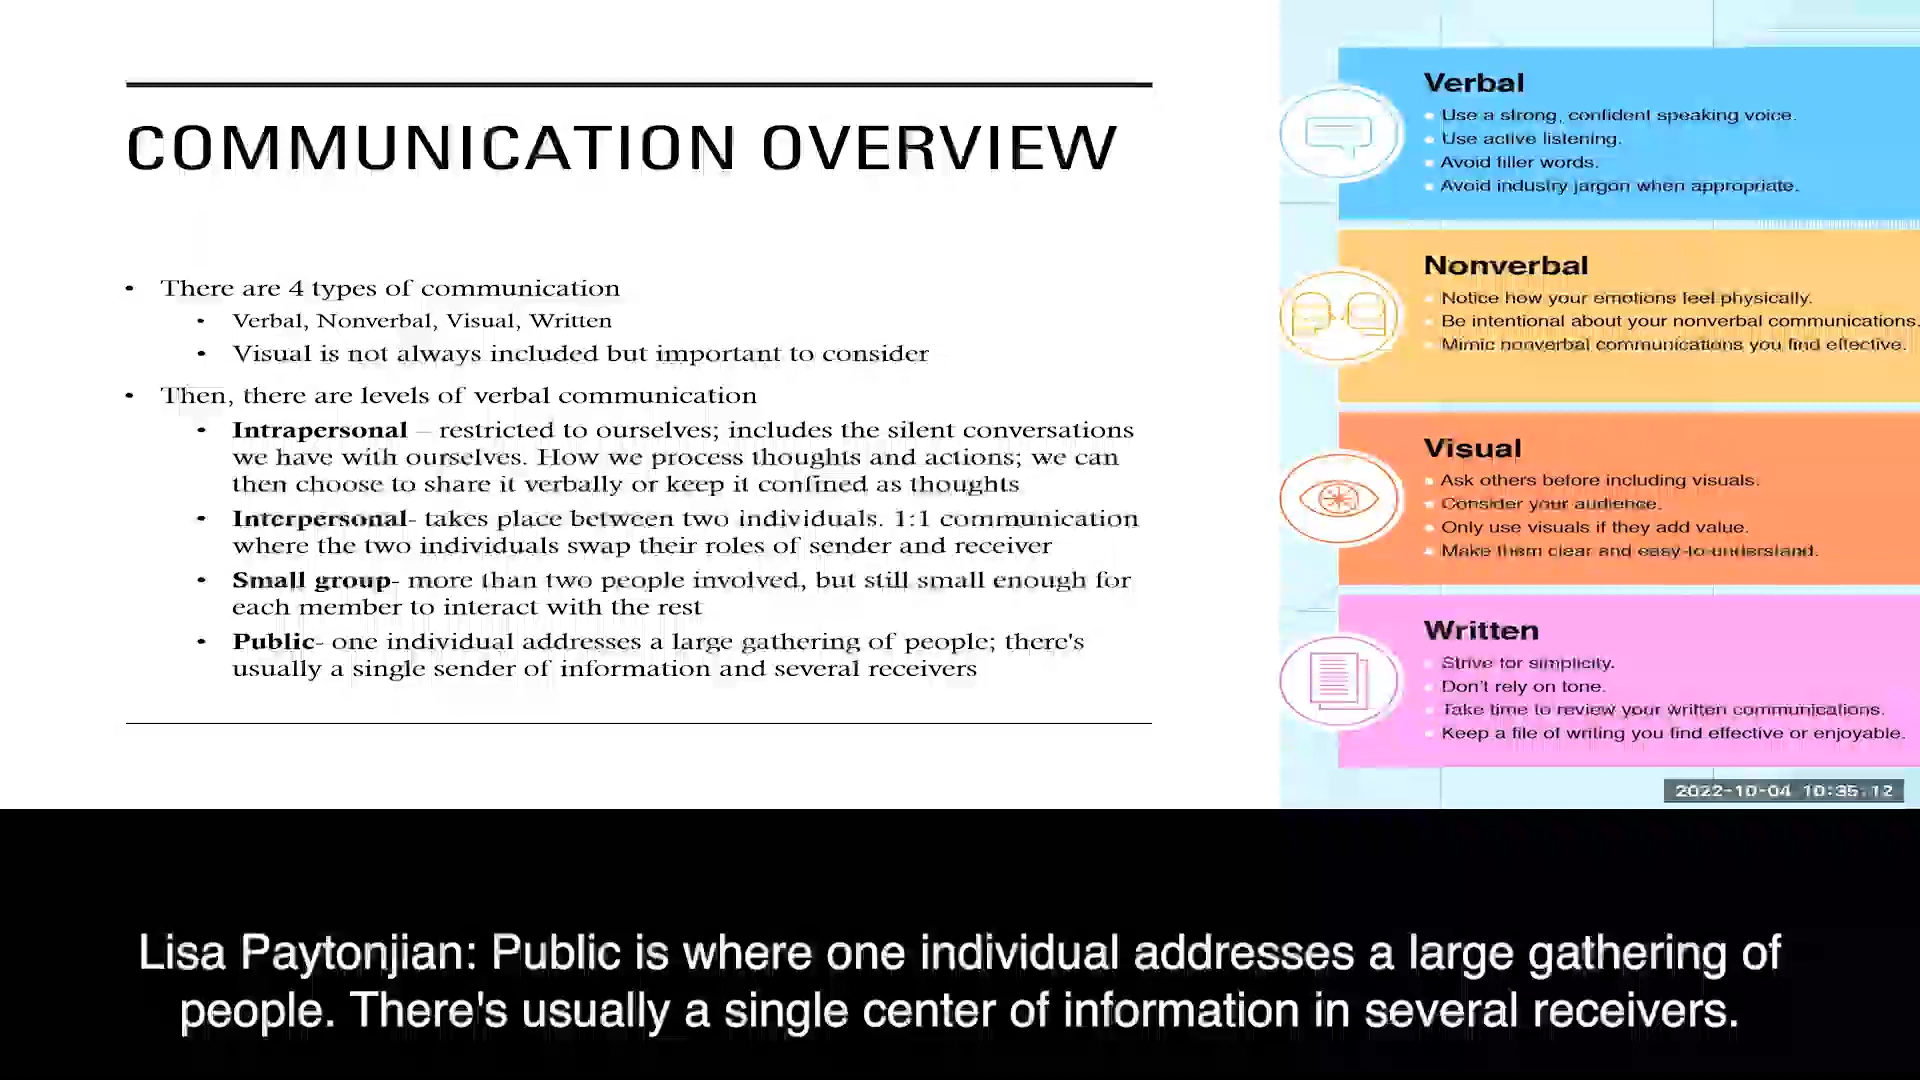 COMMUNICATION OVERVIEW
• There are 4 types of communication
• Verbal, Nonverbal, Visual, Written
• Visual is not always included but important to consider
• Then, there are levels of verbal communication
• Intrapersonal – restricted to ourselves; includes the silent conversations
we have with ourselves. How we process thoughts and actions; we can
then choose to share it verbally or keep it confined as thoughts
• Interpersonal- takes place between two individuals. 1:1 communication
where the two individuals swap their roles of sender and receiver
• Small group- more than two people involved, but still small enough for
each member to interact with the rest
• Public- one individual addresses a large gathering of people; there's
usually a single sender of information and several receivers
Verbal
• Use a strong, confident speaking voice.
• Use active listening.
• Avoid filler words.
• Avoid industry jargon when appropriate.
Nonverbal
• Notice how your emotions feel physically.
• Be intentional about your nonverbal communications.
• Mimic nonverbal communications you find effective.
Visual
• Ask others before including visuals.
• Consider your audience.
• Only use visuals if they add value.
• Make them clear and easy-to-understand.
Written
• Strive for simplicity.
• Don't rely on tone.
• Take time to review your written communications.
• Keep a file of writing you find effective or enjoyable.
2022-10-04 10:35:12
Lisa Paytonjian: Public is where one individual addresses a large gathering of
people. There's usually a single center of information in several receivers.